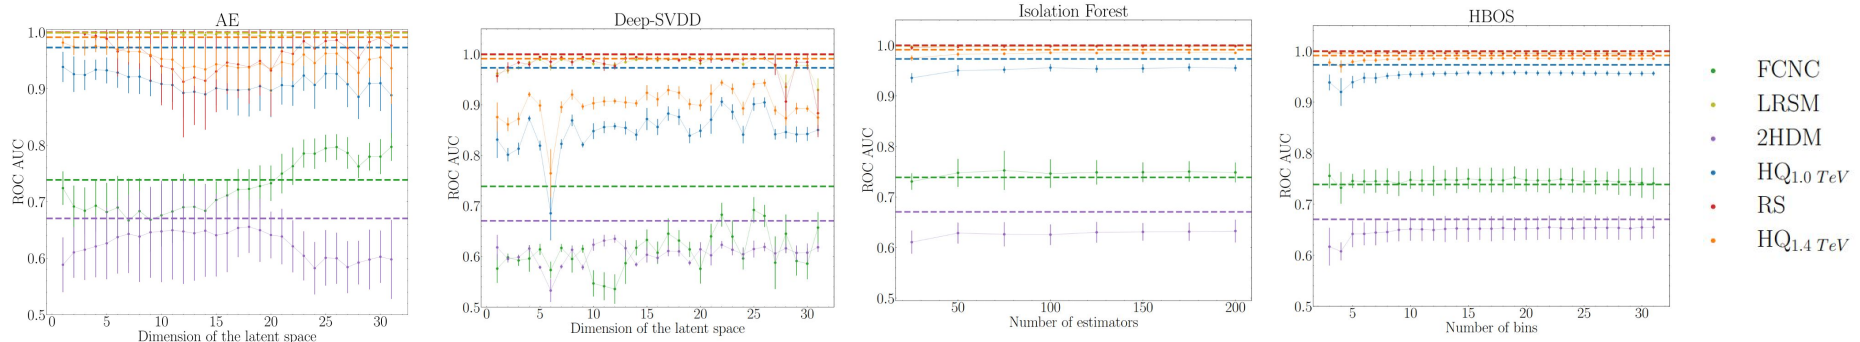 AE
1.0
0.9
0.8
0.7
0.6
0.5
ROC AUC
0 5 10 15 20 25 30
Dimension of the latent space
Deep-SVDD
1.0
0.9
0.8
0.7
0.6
0.5
ROC AUC
0 5 10 15 20 25 30
Dimension of the latent space
Isolation Forest
1.0
0.9
0.8
0.7
0.6
0.5
ROC AUC
50 100 150 200
Number of estimators
HBOS
1.0
0.9
0.8
0.7
0.6
0.5
ROC AUC
5 10 15 20 25 30
Number of bins
FCNC
LRSM
2HDM
HQ1.0 TeV
RS
HQ1.4 TeV